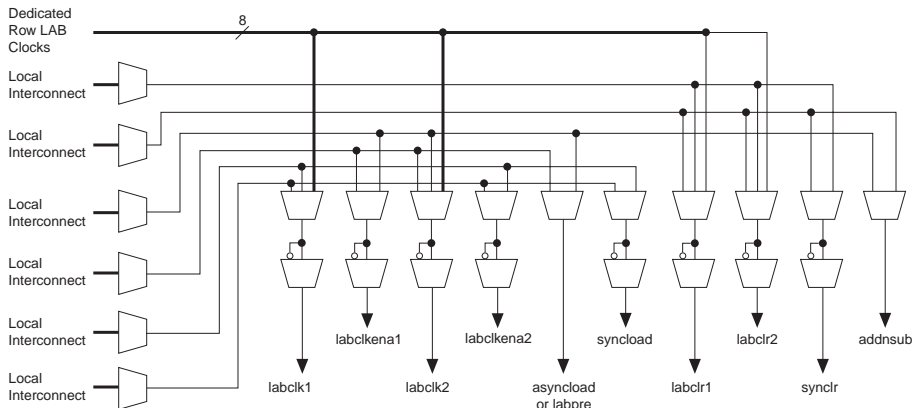 Dedicated
Row LAB
Clocks
8
Local
Interconnect
Local
Interconnect
Local
Interconnect
Local
Interconnect
Local
Interconnect
Local
Interconnect
labclkena1
labclkena2
syncload
labclr2
addnsub
labclk1
labclk2
asyncload
or labpre
labclr1
synclr